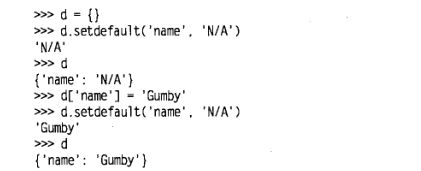 >>> d = {}
>>> d.setdefault('name', 'N/A')
'N/A'
>>> d
{'name': 'N/A'}
>>> d['name'] = 'Gumby'
>>> d.setdefault('name', 'N/A')
'Gumby'
>>> d
{'name': 'Gumby'}